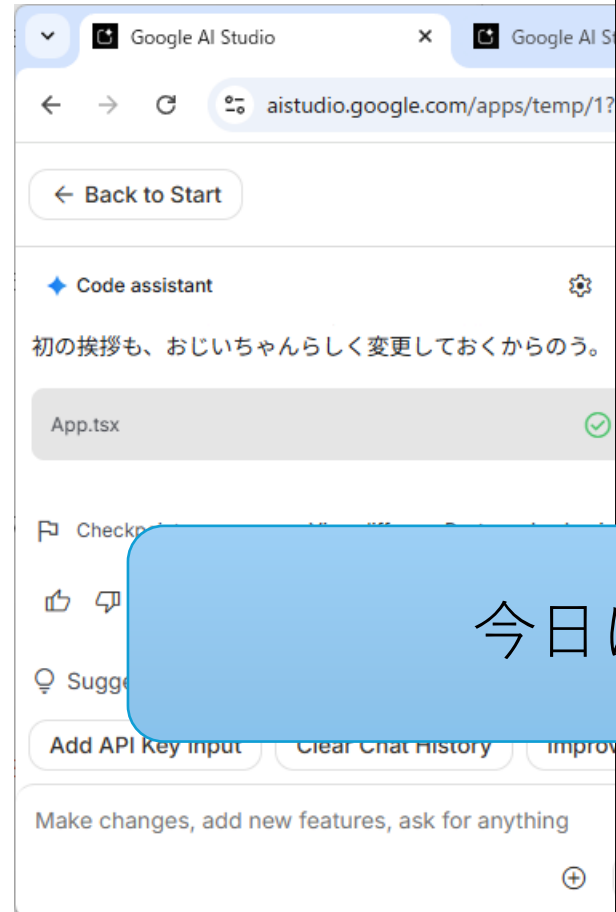 Google AI Studio
Google AI St
aistudio.google.com/apps/temp/1?
← Back to Start
Code assistant
初の挨拶も、おじいちゃんらしく変更しておくからのう。
App.tsx
今日
Add API Key Input
Clear Chat History
Make changes, add new features, ask for anything